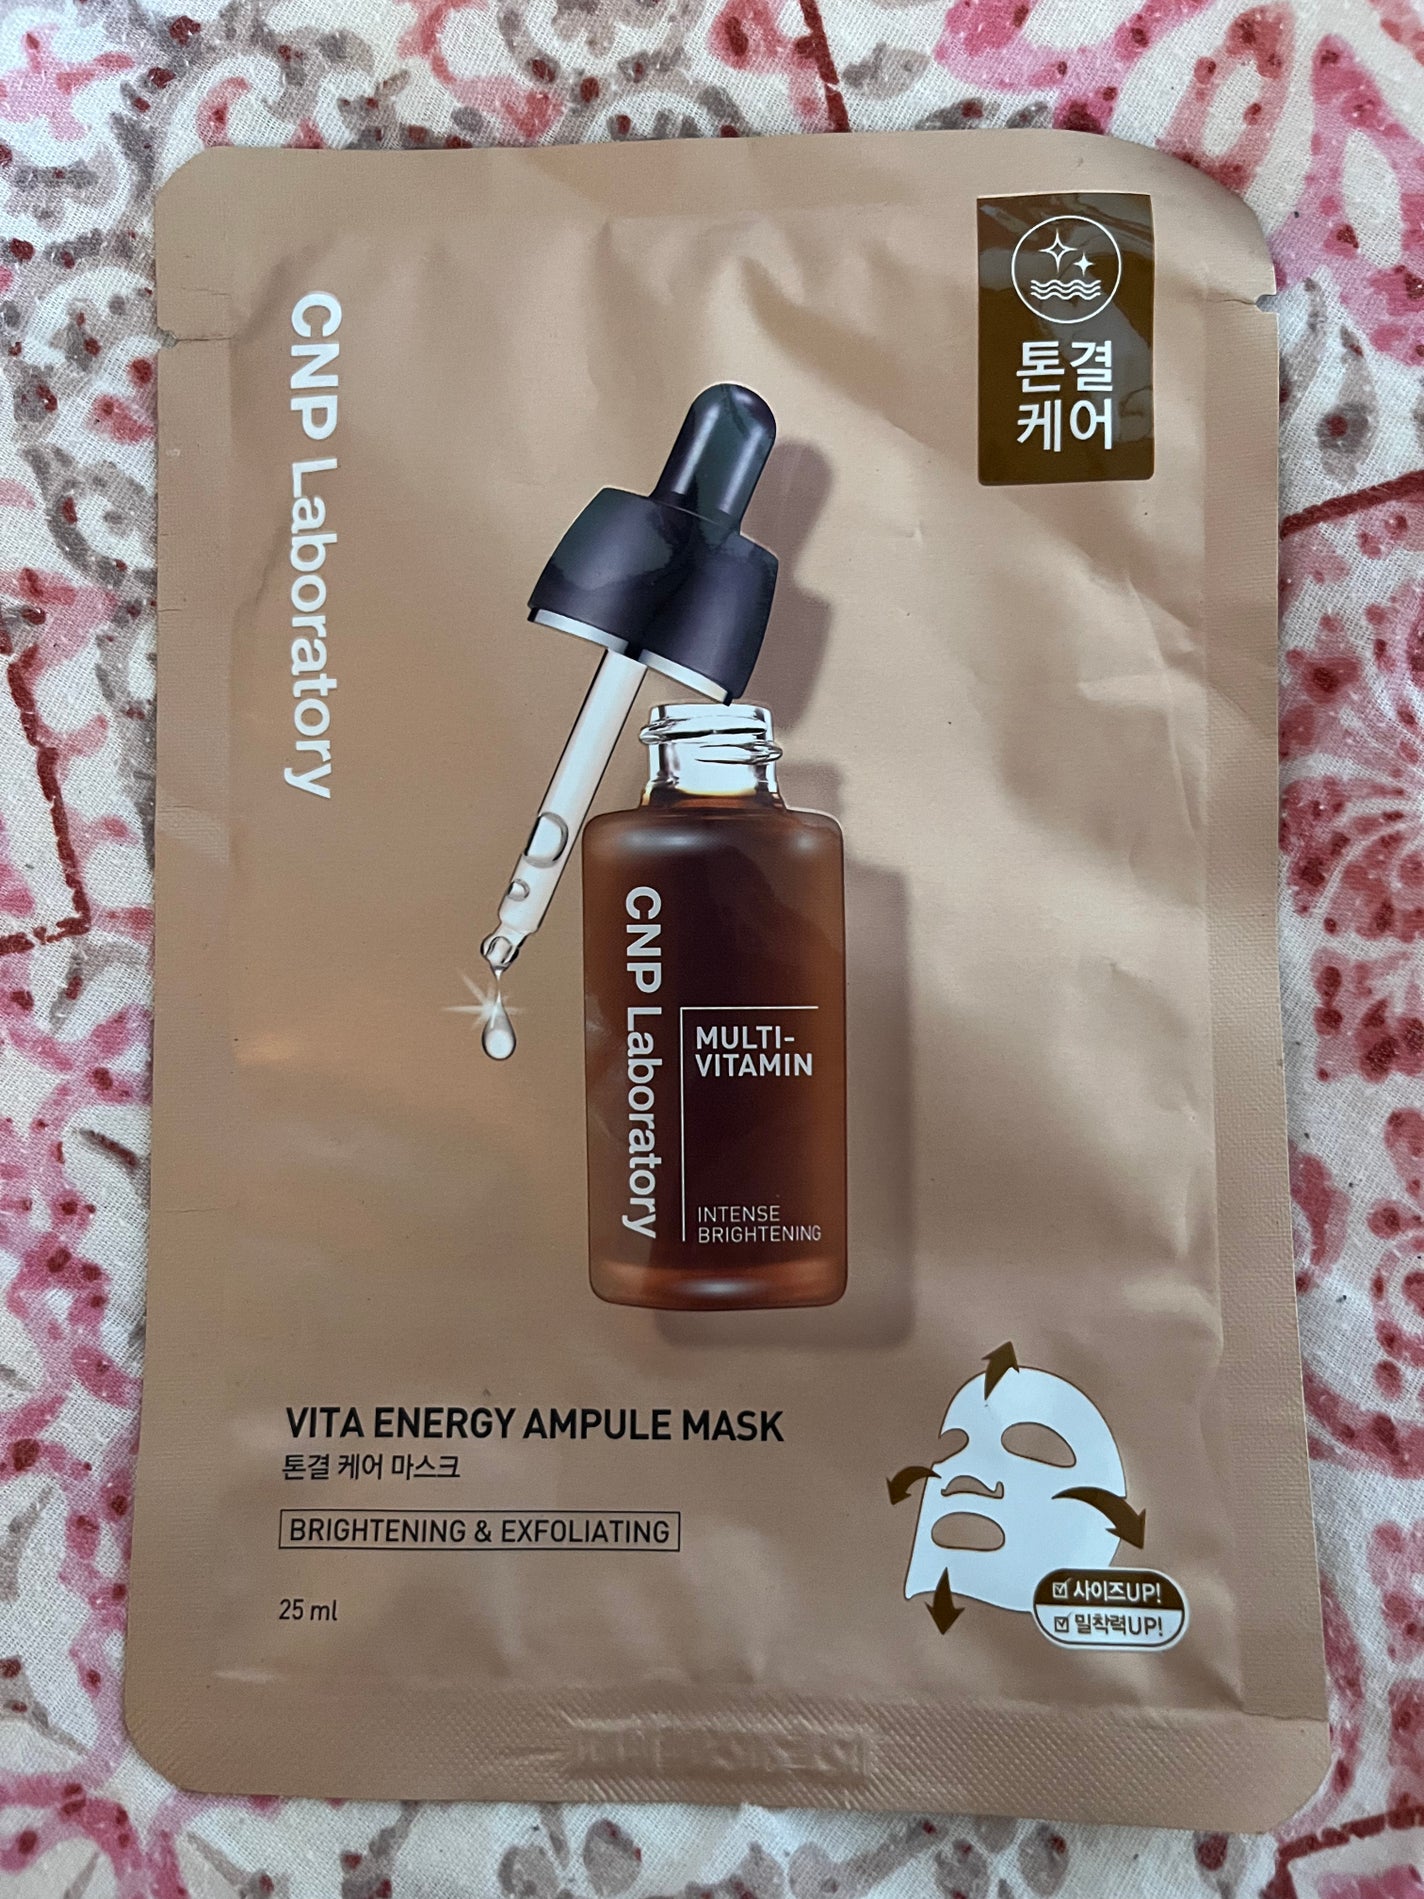 CNP Laboratory
톤결
케어
CNP Laboratory
MULTI-
VITAMIN
INTENSE
BRIGHTENING
VITA ENERGY AMPULE MASK
톤결 케어 마스크
BRIGHTENING & EXFOLIATING
25 ml
사이즈UP!
밀착력UP!